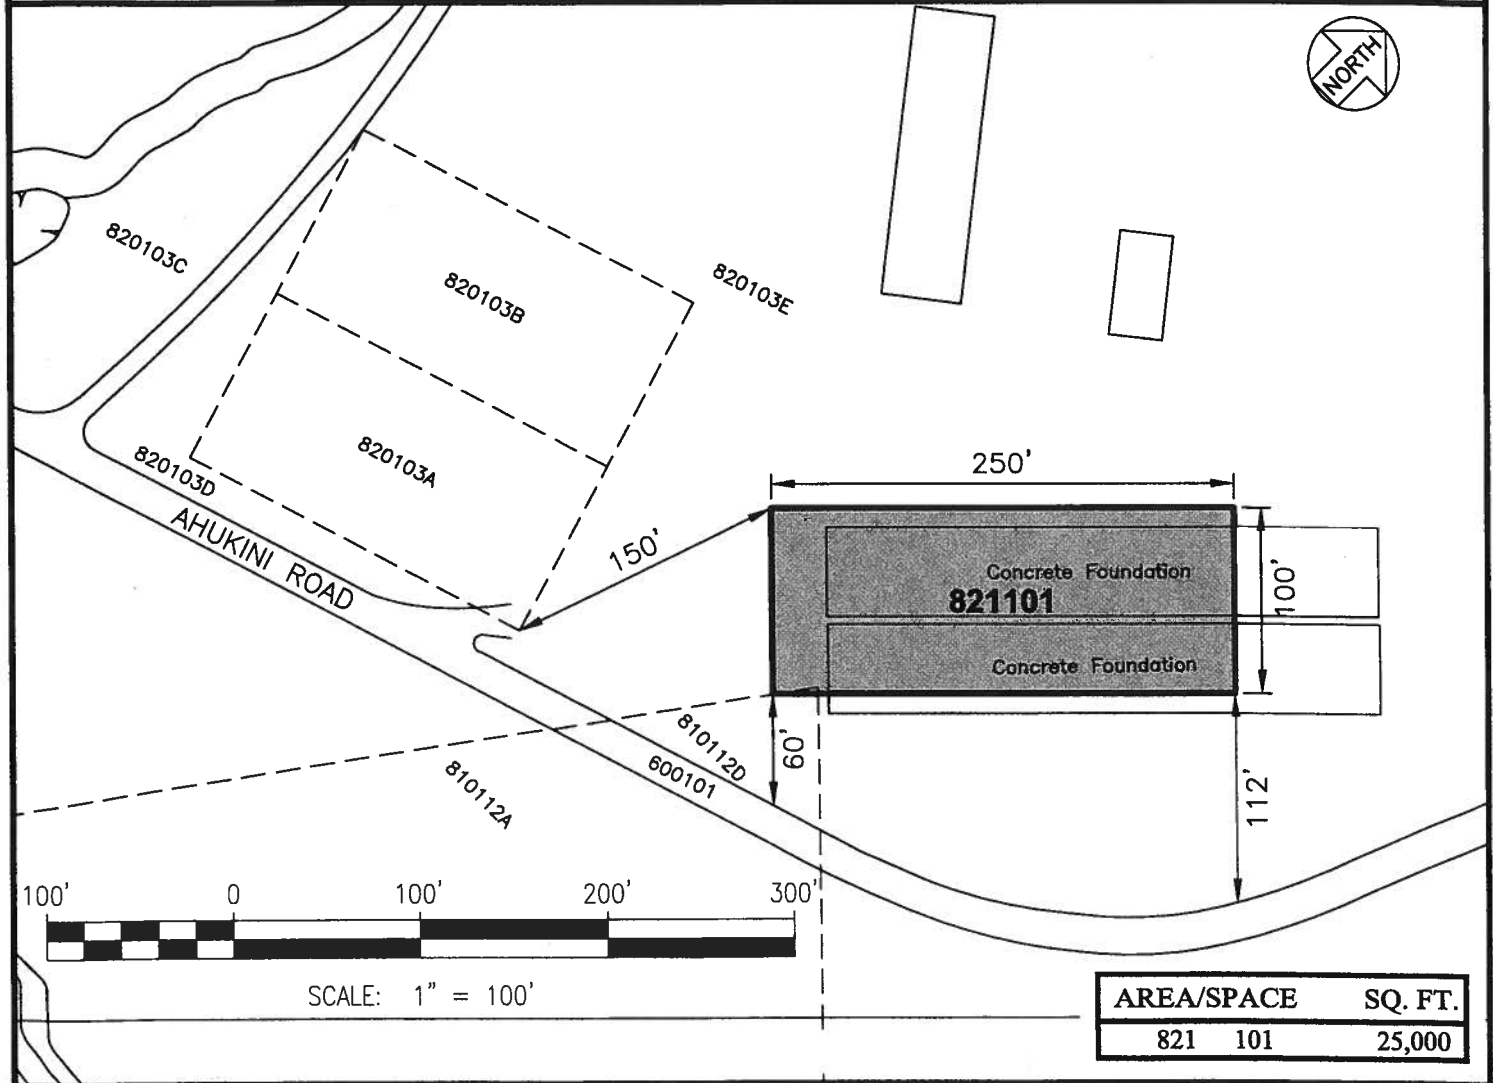 NORTH
820103C
820103B
820103E
820103A
820103D
AHUKINI ROAD
150'
250'
Concrete Foundation
821101
100'
Concrete Foundation
60'
810112D
600101
810112A
112'
100' 0 100' 200' 300'
SCALE: 1" = 100'
AREA/SPACE SQ. FT.
821 101 25,000